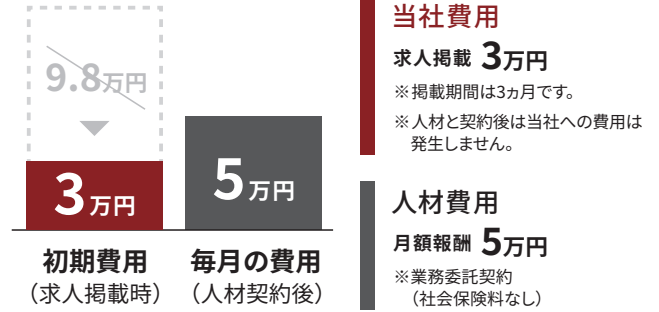 9.8万円
3万円
5万円
初期費用
（求人掲載時）
毎月の費用
（人材契約後）
当社費用
求人掲載 3万円
※掲載期間は3ヵ月です。
※人材と契約後は当社への費用は
発生しません。
人材費用
月額報酬 5万円
※業務委託契約
（社会保険料なし）